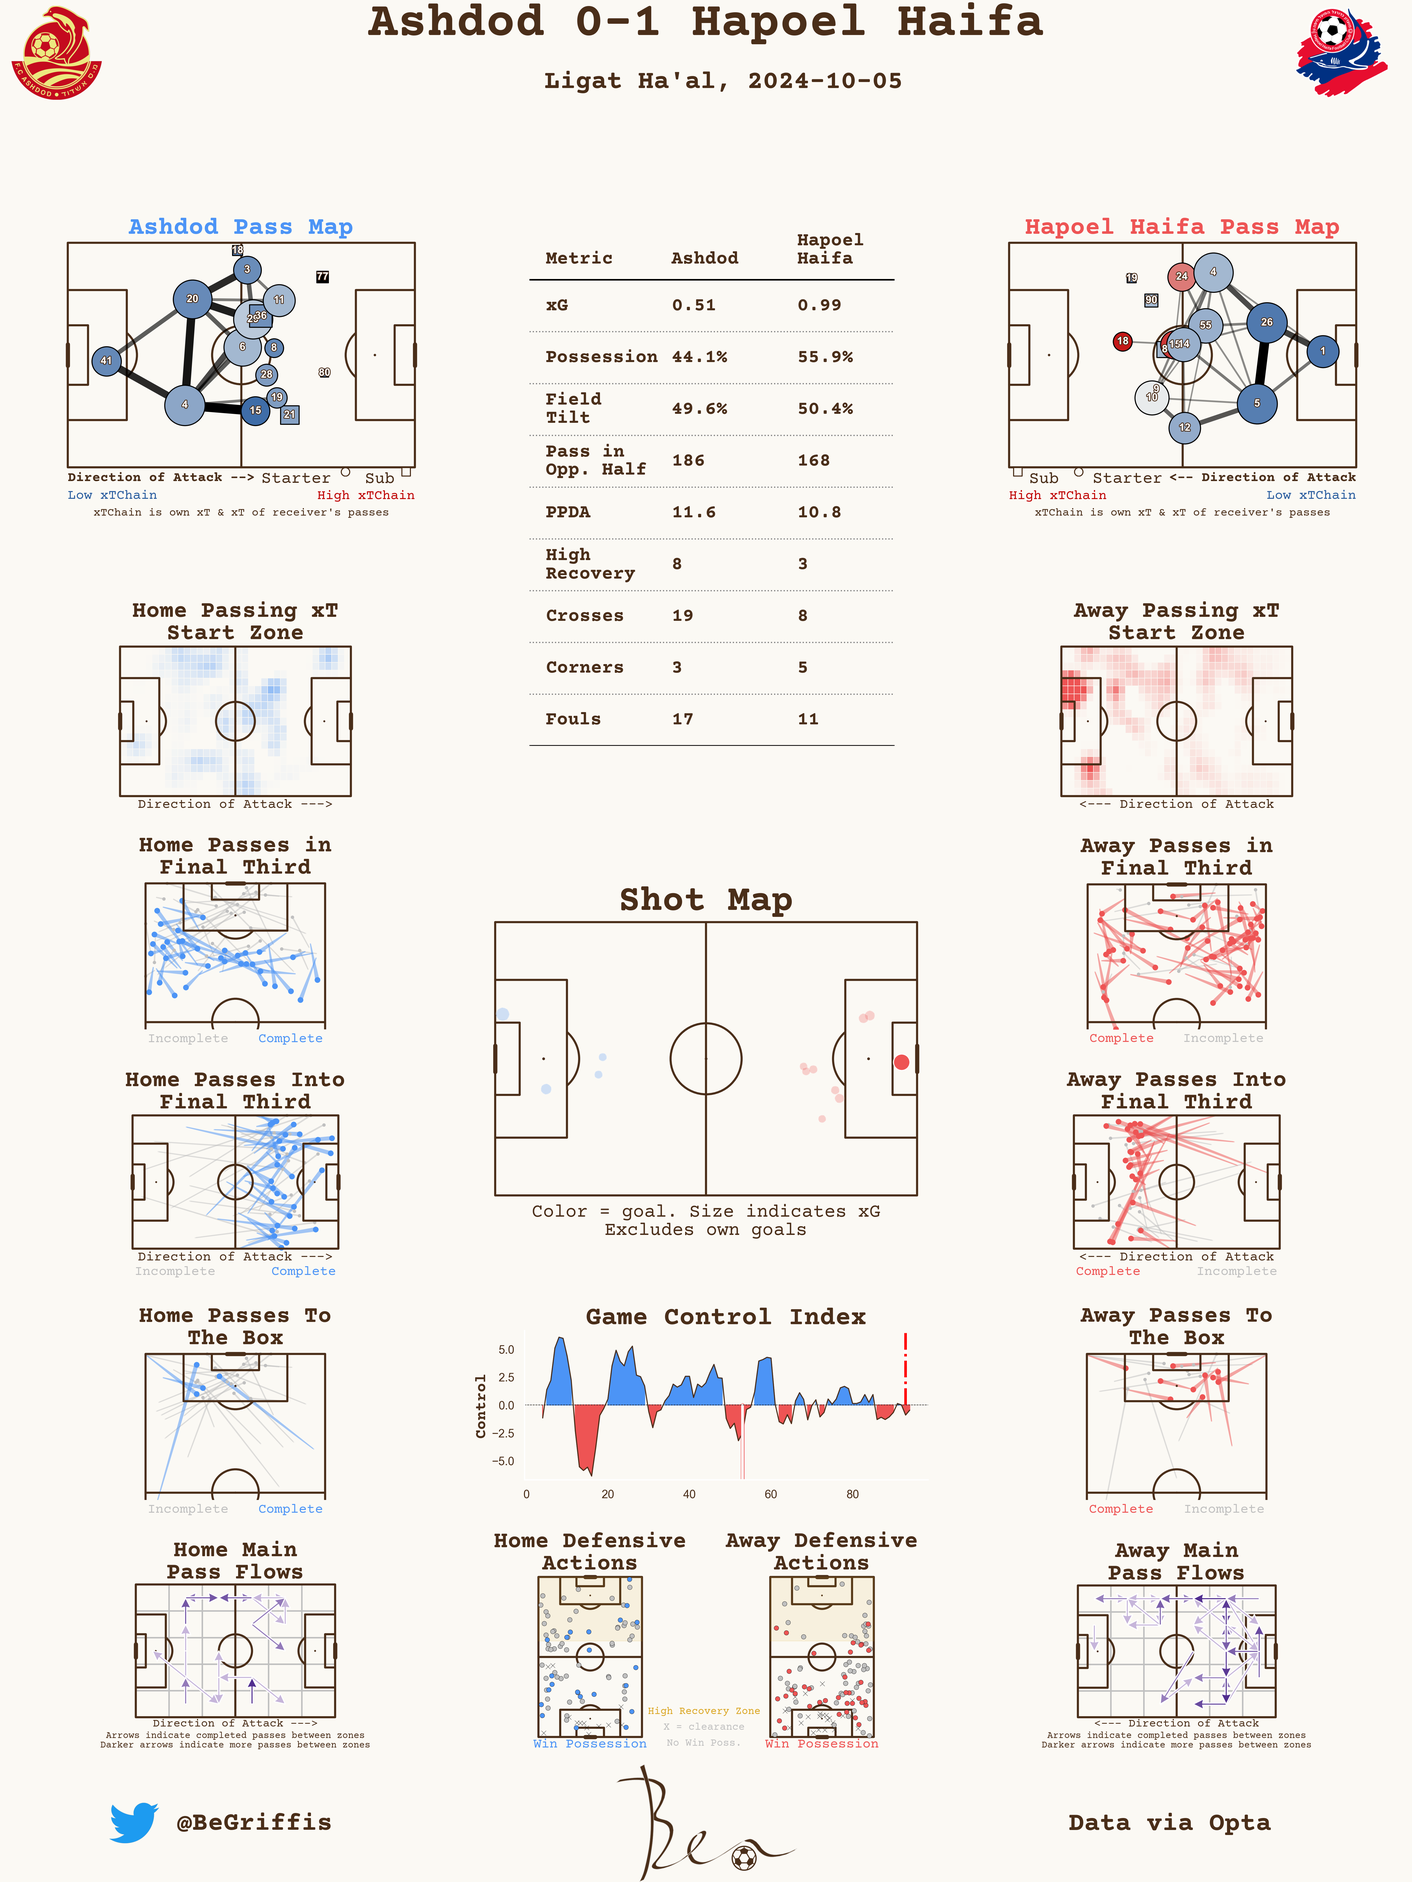 Ashdod 0-1 Hapoel Haifa
Ligat Ha'al, 2024-10-05
F.C. ASHDOD • מ.ס אשדוד
Ashdod Pass Map
18
3
77
20
11
29
36
6
8
41
28
80
19
4
15
21
Direction of Attack --> Starter Sub
Low xTChain High xTChain
xTChain is own xT & xT of receiver's passes
Metric Ashdod Hapoel Haifa
xG 0.51 0.99
Possession 44.1% 55.9%
Field Tilt 49.6% 50.4%
Pass in Opp. Half 186 168
PPDA 11.6 10.8
High Recovery 8 3
Crosses 19 8
Corners 3 5
Fouls 17 11
Hapoel Haifa Pass Map
19
24
4
90
55
26
18
8
15
14
1
9
10
5
12
Sub Starter <-- Direction of Attack
High xTChain Low xTChain
xTChain is own xT & xT of receiver's passes
Home Passing xT
Start Zone
Direction of Attack --->
Away Passing xT
Start Zone
<--- Direction of Attack
Home Passes in
Final Third
Incomplete Complete
Away Passes in
Final Third
Complete Incomplete
Shot Map
Color = goal. Size indicates xG
Excludes own goals
Home Passes Into
Final Third
Direction of Attack --->
Incomplete Complete
Away Passes Into
Final Third
<--- Direction of Attack
Complete Incomplete
Home Passes To
The Box
Incomplete Complete
Game Control Index
Control
5.0
2.5
0.0
−2.5
−5.0
0 20 40 60 80
Away Passes To
The Box
Complete Incomplete
Home Main
Pass Flows
Direction of Attack --->
Arrows indicate completed passes between zones
Darker arrows indicate more passes between zones
Home Defensive
Actions
Win Possession
High Recovery Zone
X = clearance
No Win Poss.
Away Defensive
Actions
Win Possession
Away Main
Pass Flows
<--- Direction of Attack
Arrows indicate completed passes between zones
Darker arrows indicate more passes between zones
@BeGriffis
Ben
Data via Opta